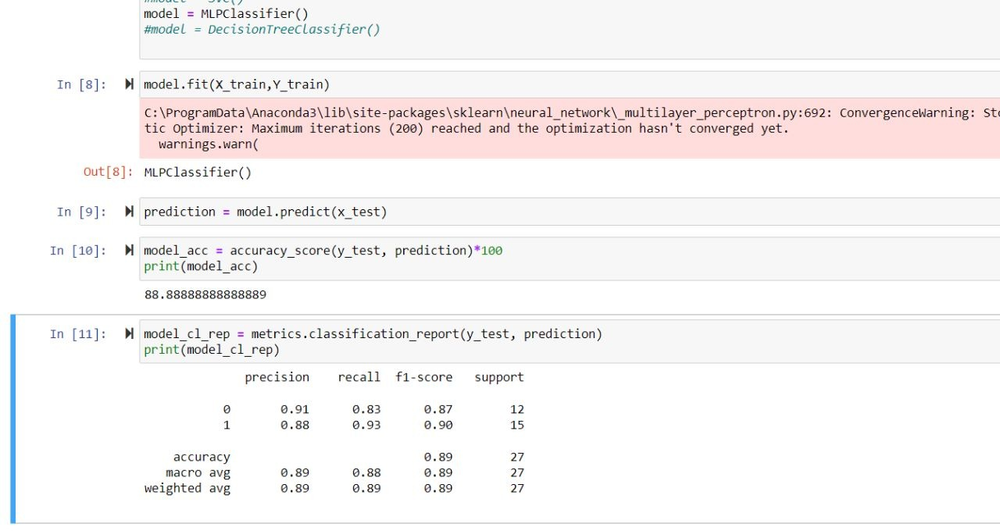 model = MLPClassifier()
#model = DecisionTreeClassifier()
In [8]: model.fit(X_train,Y_train)
C:\ProgramData\Anaconda3\lib\site-packages\sklearn\neural_network\_multilayer_perceptron.py:692: ConvergenceWarning: Sto
tic Optimizer: Maximum iterations (200) reached and the optimization hasn't converged yet.
warnings.warn(
Out[8]: MLPClassifier()
In [9]: prediction = model.predict(x_test)
In [10]: model_acc = accuracy_score(y_test, prediction)*100
print(model_acc)
88.88888888888889
In [11]: model_cl_rep = metrics.classification_report(y_test, prediction)
print(model_cl_rep)
precision recall f1-score support
0 0.91 0.83 0.87 12
1 0.88 0.93 0.90 15
accuracy 0.89 27
macro avg 0.89 0.88 0.89 27
weighted avg 0.89 0.89 0.89 27